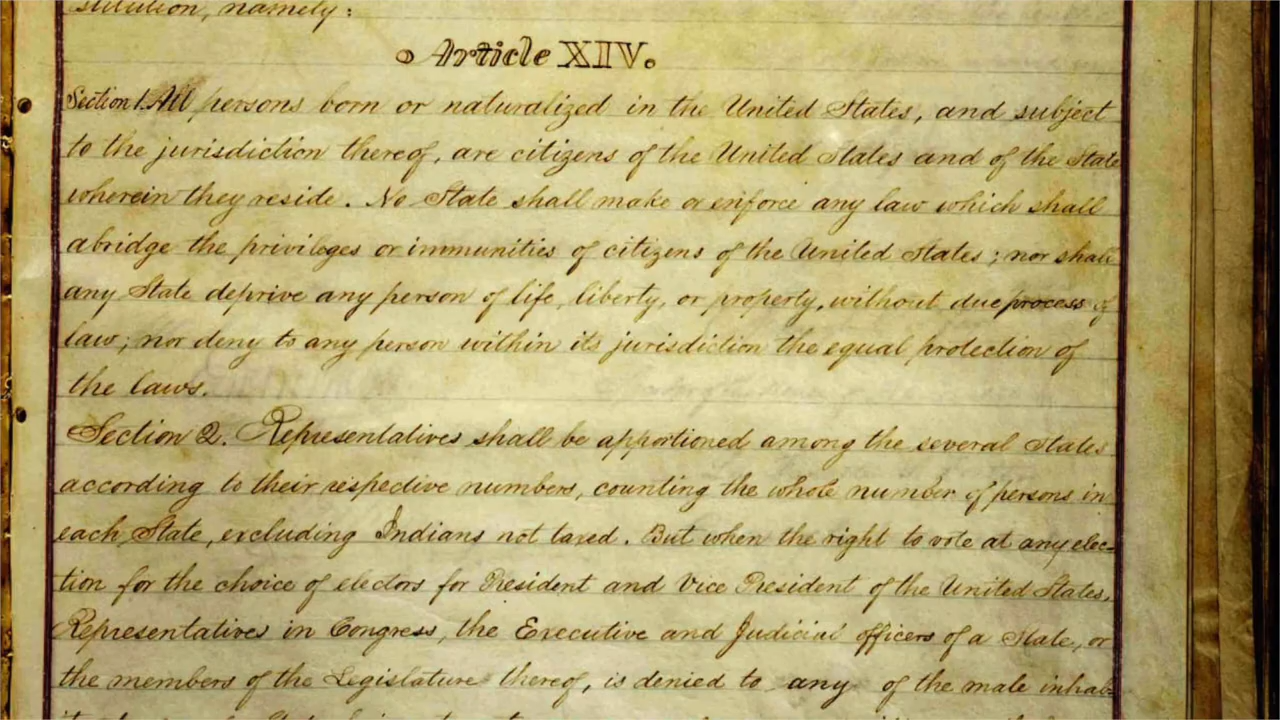 stitution, namely:
Article XIV.
Section 1. All persons born or naturalized in the United States, and subject
to the jurisdiction thereof, are citizens of the United States and of the State
wherein they reside. No State shall make or enforce any law which shall
abridge the privileges or immunities of citizens of the United States; nor shall
any State deprive any person of life, liberty, or property, without due process of
law; nor deny to any person within its jurisdiction the equal protection of
the laws.
Section 2. Representatives shall be apportioned among the several States
according to their respective numbers, counting the whole number of persons in
each State, excluding Indians not taxed. But when the right to vote at any elec-
tion for the choice of electors for President and Vice President of the United States,
Representatives in Congress, the Executive and Judicial officers of a State, or
the members of the Legislature thereof, is denied to any of the male inhab-